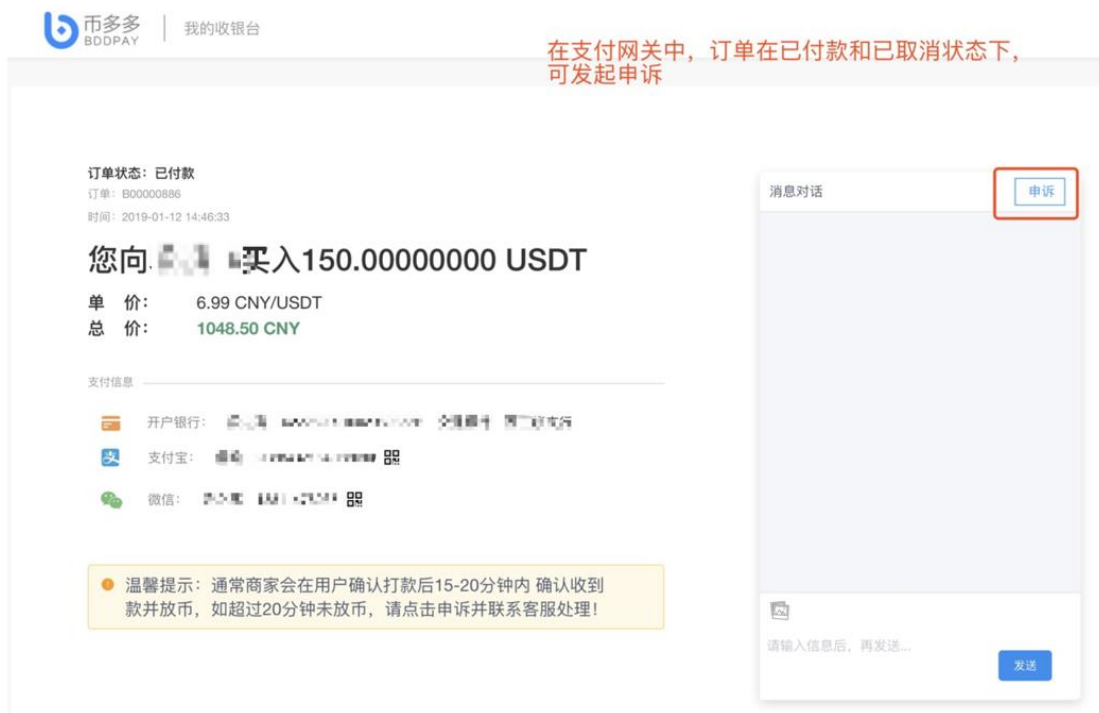 币多多
BDDPAY
我的收银台
在支付网关中，订单在已付款和已取消状态下，
可发起申诉
订单状态：已付款
订单：B00000886
时间：2019-01-12 14:46:33
您向 买入150.00000000 USDT
单 价： 6.99 CNY/USDT
总 价： 1048.50 CNY
支付信息
开户银行：
支付宝：
微信：
温馨提示：通常商家会在用户确认打款后15-20分钟内 确认收到
款并放币，如超过20分钟未放币，请点击申诉并联系客服处理！
消息对话
申诉
请输入信息后，再发送...
发送